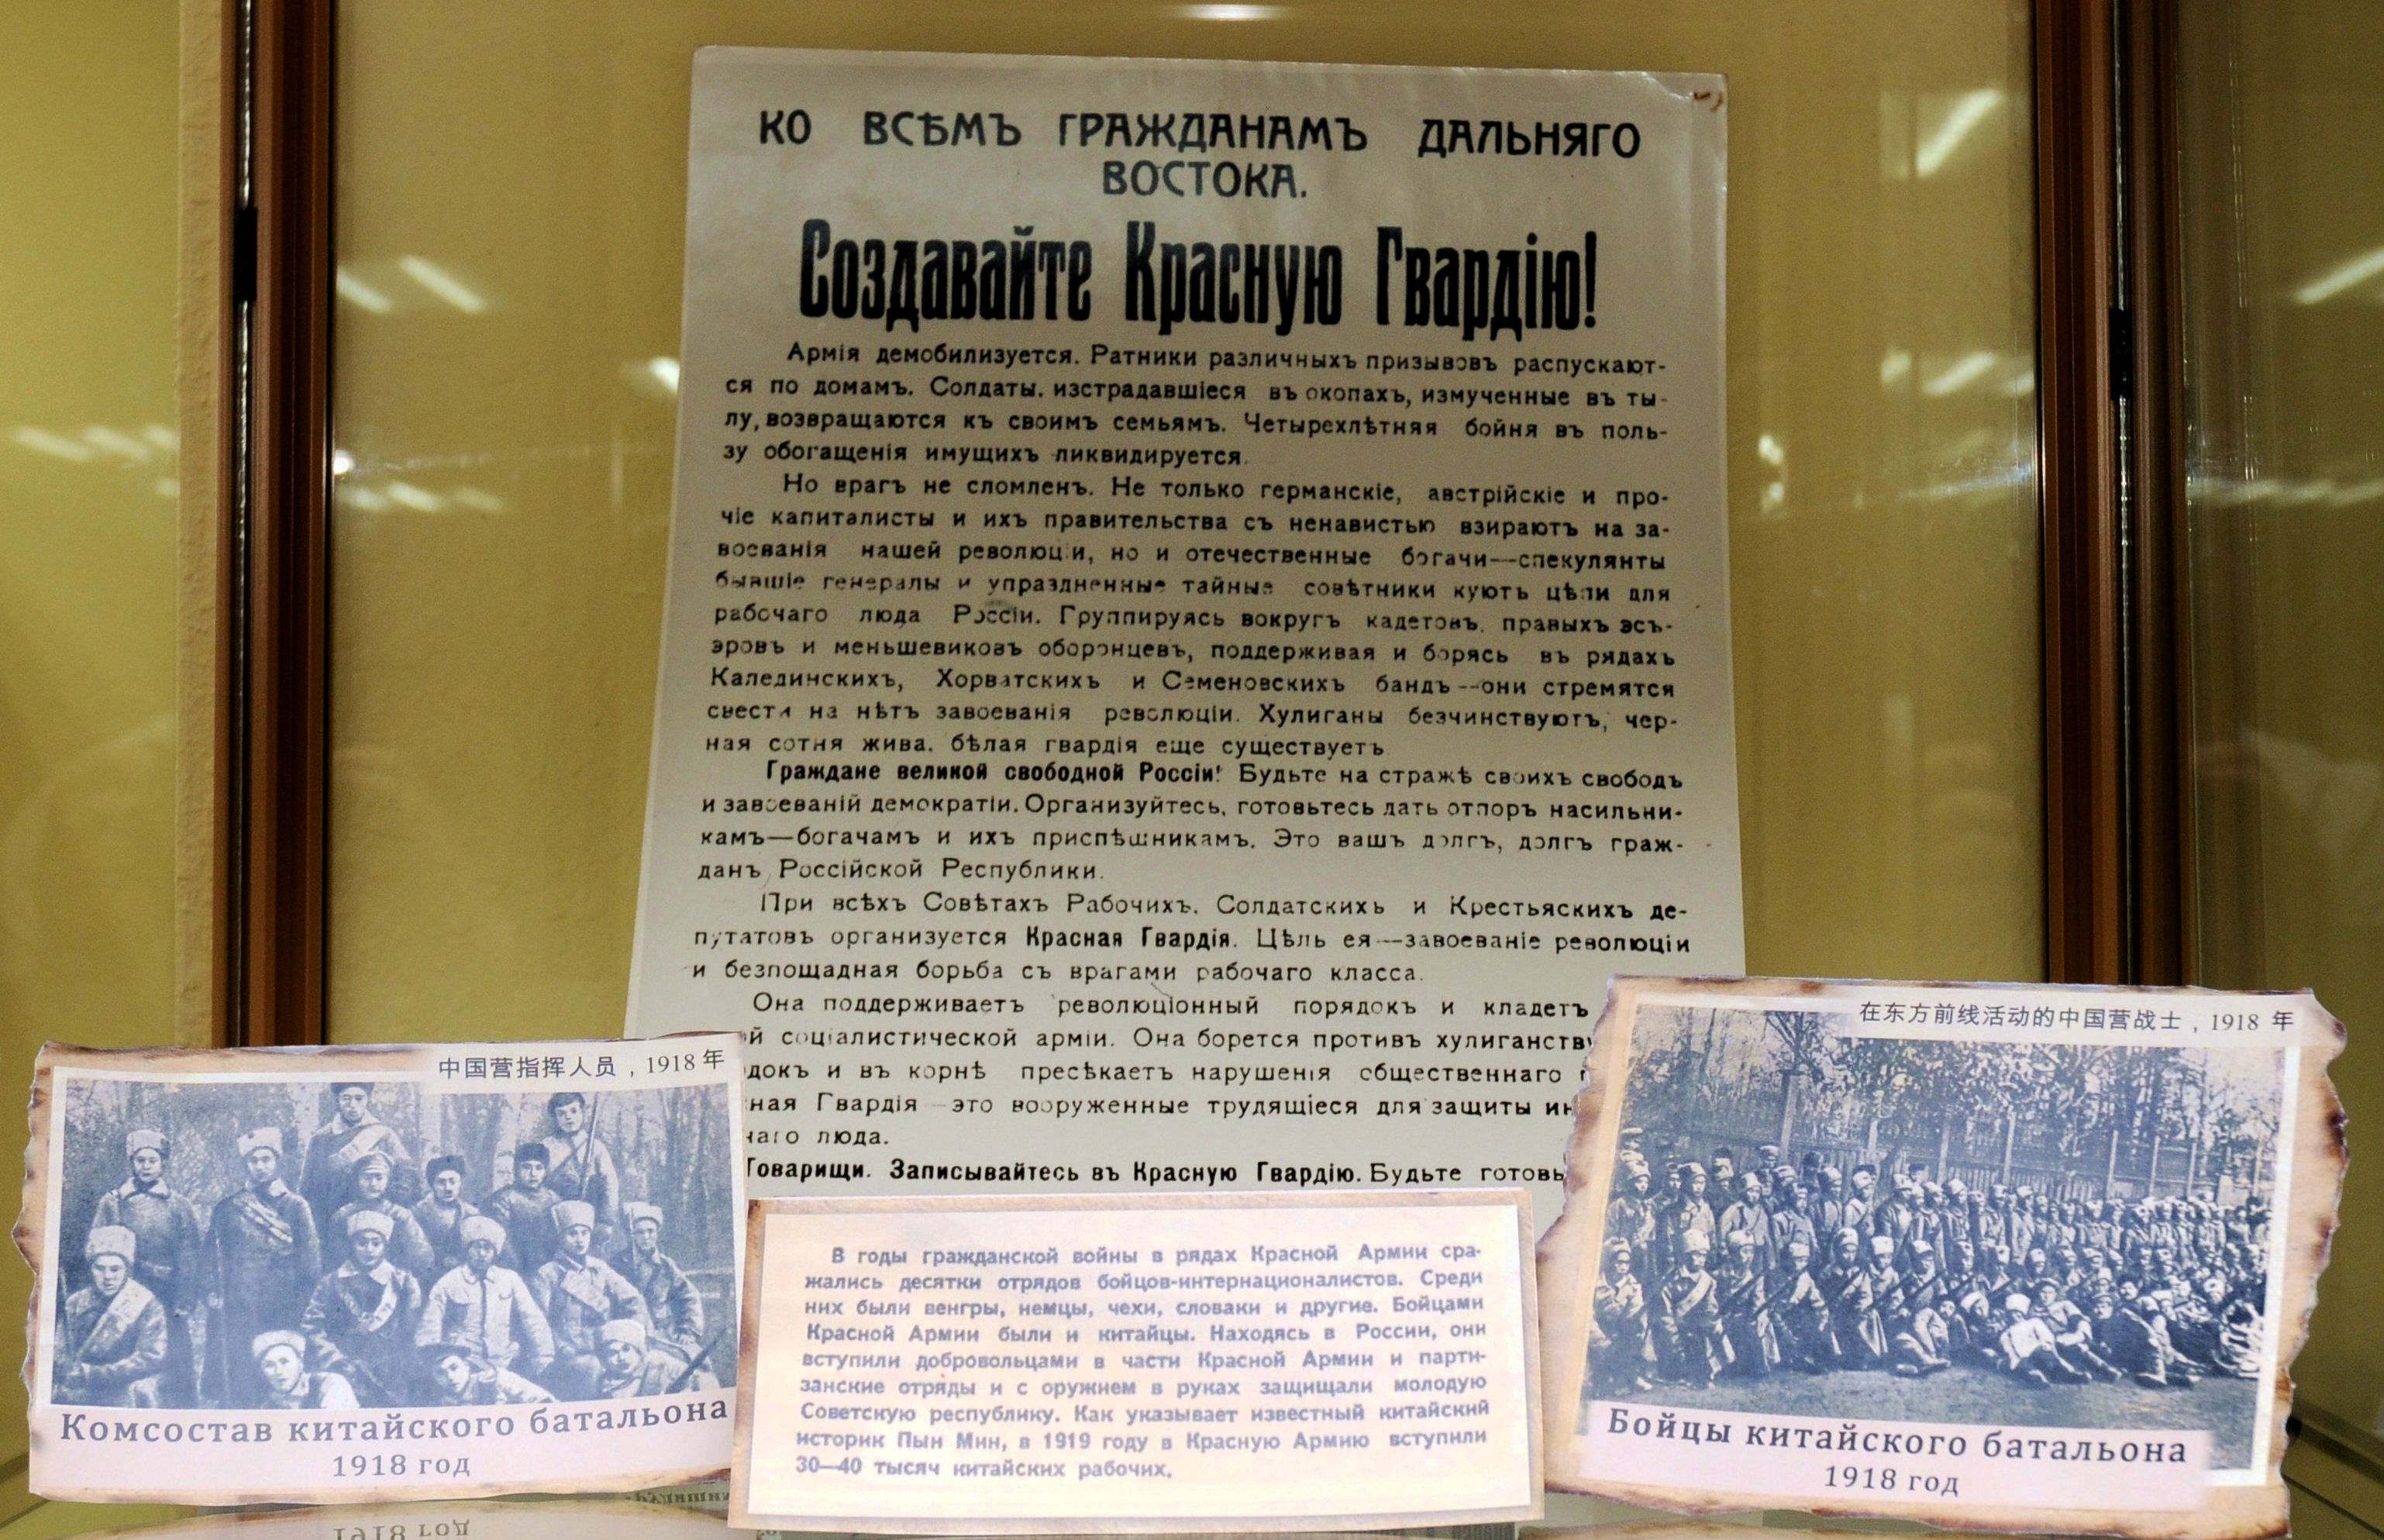 КО ВСѢМЪ ГРАЖДАНАМЪ ДАЛЬНЯГО
ВОСТОКА.
Создавайте Красную Гвардію!
Армія демобилизуется. Ратники различныхъ призывовъ распускают-
ся по домамъ. Солдаты, изстрадавшіеся въ окопахъ, измученные въ ты-
лу, возвращаются къ своимъ семьямъ. Четырехлѣтняя бойня въ поль-
зу обогащенія имущихъ ликвидируется.
Но врагъ не сломленъ. Не только германскіе, австрійскіе и про-
чіе капиталисты и ихъ правительства съ ненавистью взираютъ на за-
воеванія нашей революціи, но и отечественные богачи—спекулянты
бывшіе генералы и упраздненные тайные совѣтники куютъ цѣпи для
рабочаго люда Россіи. Группируясь вокругъ кадетовъ, правыхъ эсъ-
эровъ и меньшевиковъ оборонцевъ, поддерживая и борясь въ рядахъ
Калединскихъ, Хорватскихъ и Семеновскихъ бандъ—они стремятся
свести на нѣтъ завоеванія революціи. Хулиганы безчинствуютъ, чер-
ная сотня жива, бѣлая гвардія еще существуетъ
Граждане великой свободной Россіи! Будьте на стражѣ своихъ свободъ
и завоеваній демократіи. Организуйтесь, готовьтесь дать отпоръ насильни-
камъ—богачамъ и ихъ приспѣшникамъ. Это вашъ долгъ, долгъ граж-
данъ Россійской Республики.
При всѣхъ Совѣтахъ Рабочихъ, Солдатскихъ и Крестьяскихъ де-
путатовъ организуется Красная Гвардія. Цѣль ея—завоеваніе революціи
и безпощадная борьба съ врагами рабочаго класса.
Она поддерживаетъ революціонный порядокъ и кладетъ
й соціалистической арміи. Она борется противъ хулиганств
докъ и въ корнѣ пресѣкаетъ нарушенія общественнаго
ная Гвардія—это вооруженные трудящіеся для защиты ин
наго люда.
Товарищи. Записывайтесь въ Красную Гвардію. Будьте готовы
中国营指挥人员，1918 年
Комсостав китайского батальона
1918 год
В годы гражданской войны в рядах Красной Армии сра-
жались десятки отрядов бойцов-интернационалистов. Среди
них были венгры, немцы, чехи, словаки и другие. Бойцами
Красной Армии были и китайцы. Находясь в России, они
вступили добровольцами в части Красной Армии и парти-
занские отряды и с оружием в руках защищали молодую
Советскую республику. Как указывает известный китайский
историк Пын Мин, в 1919 году в Красную Армию вступили
30—40 тысяч китайских рабочих.
在东方前线活动的中国营战士，1918 年
Бойцы китайского батальона
1918 год